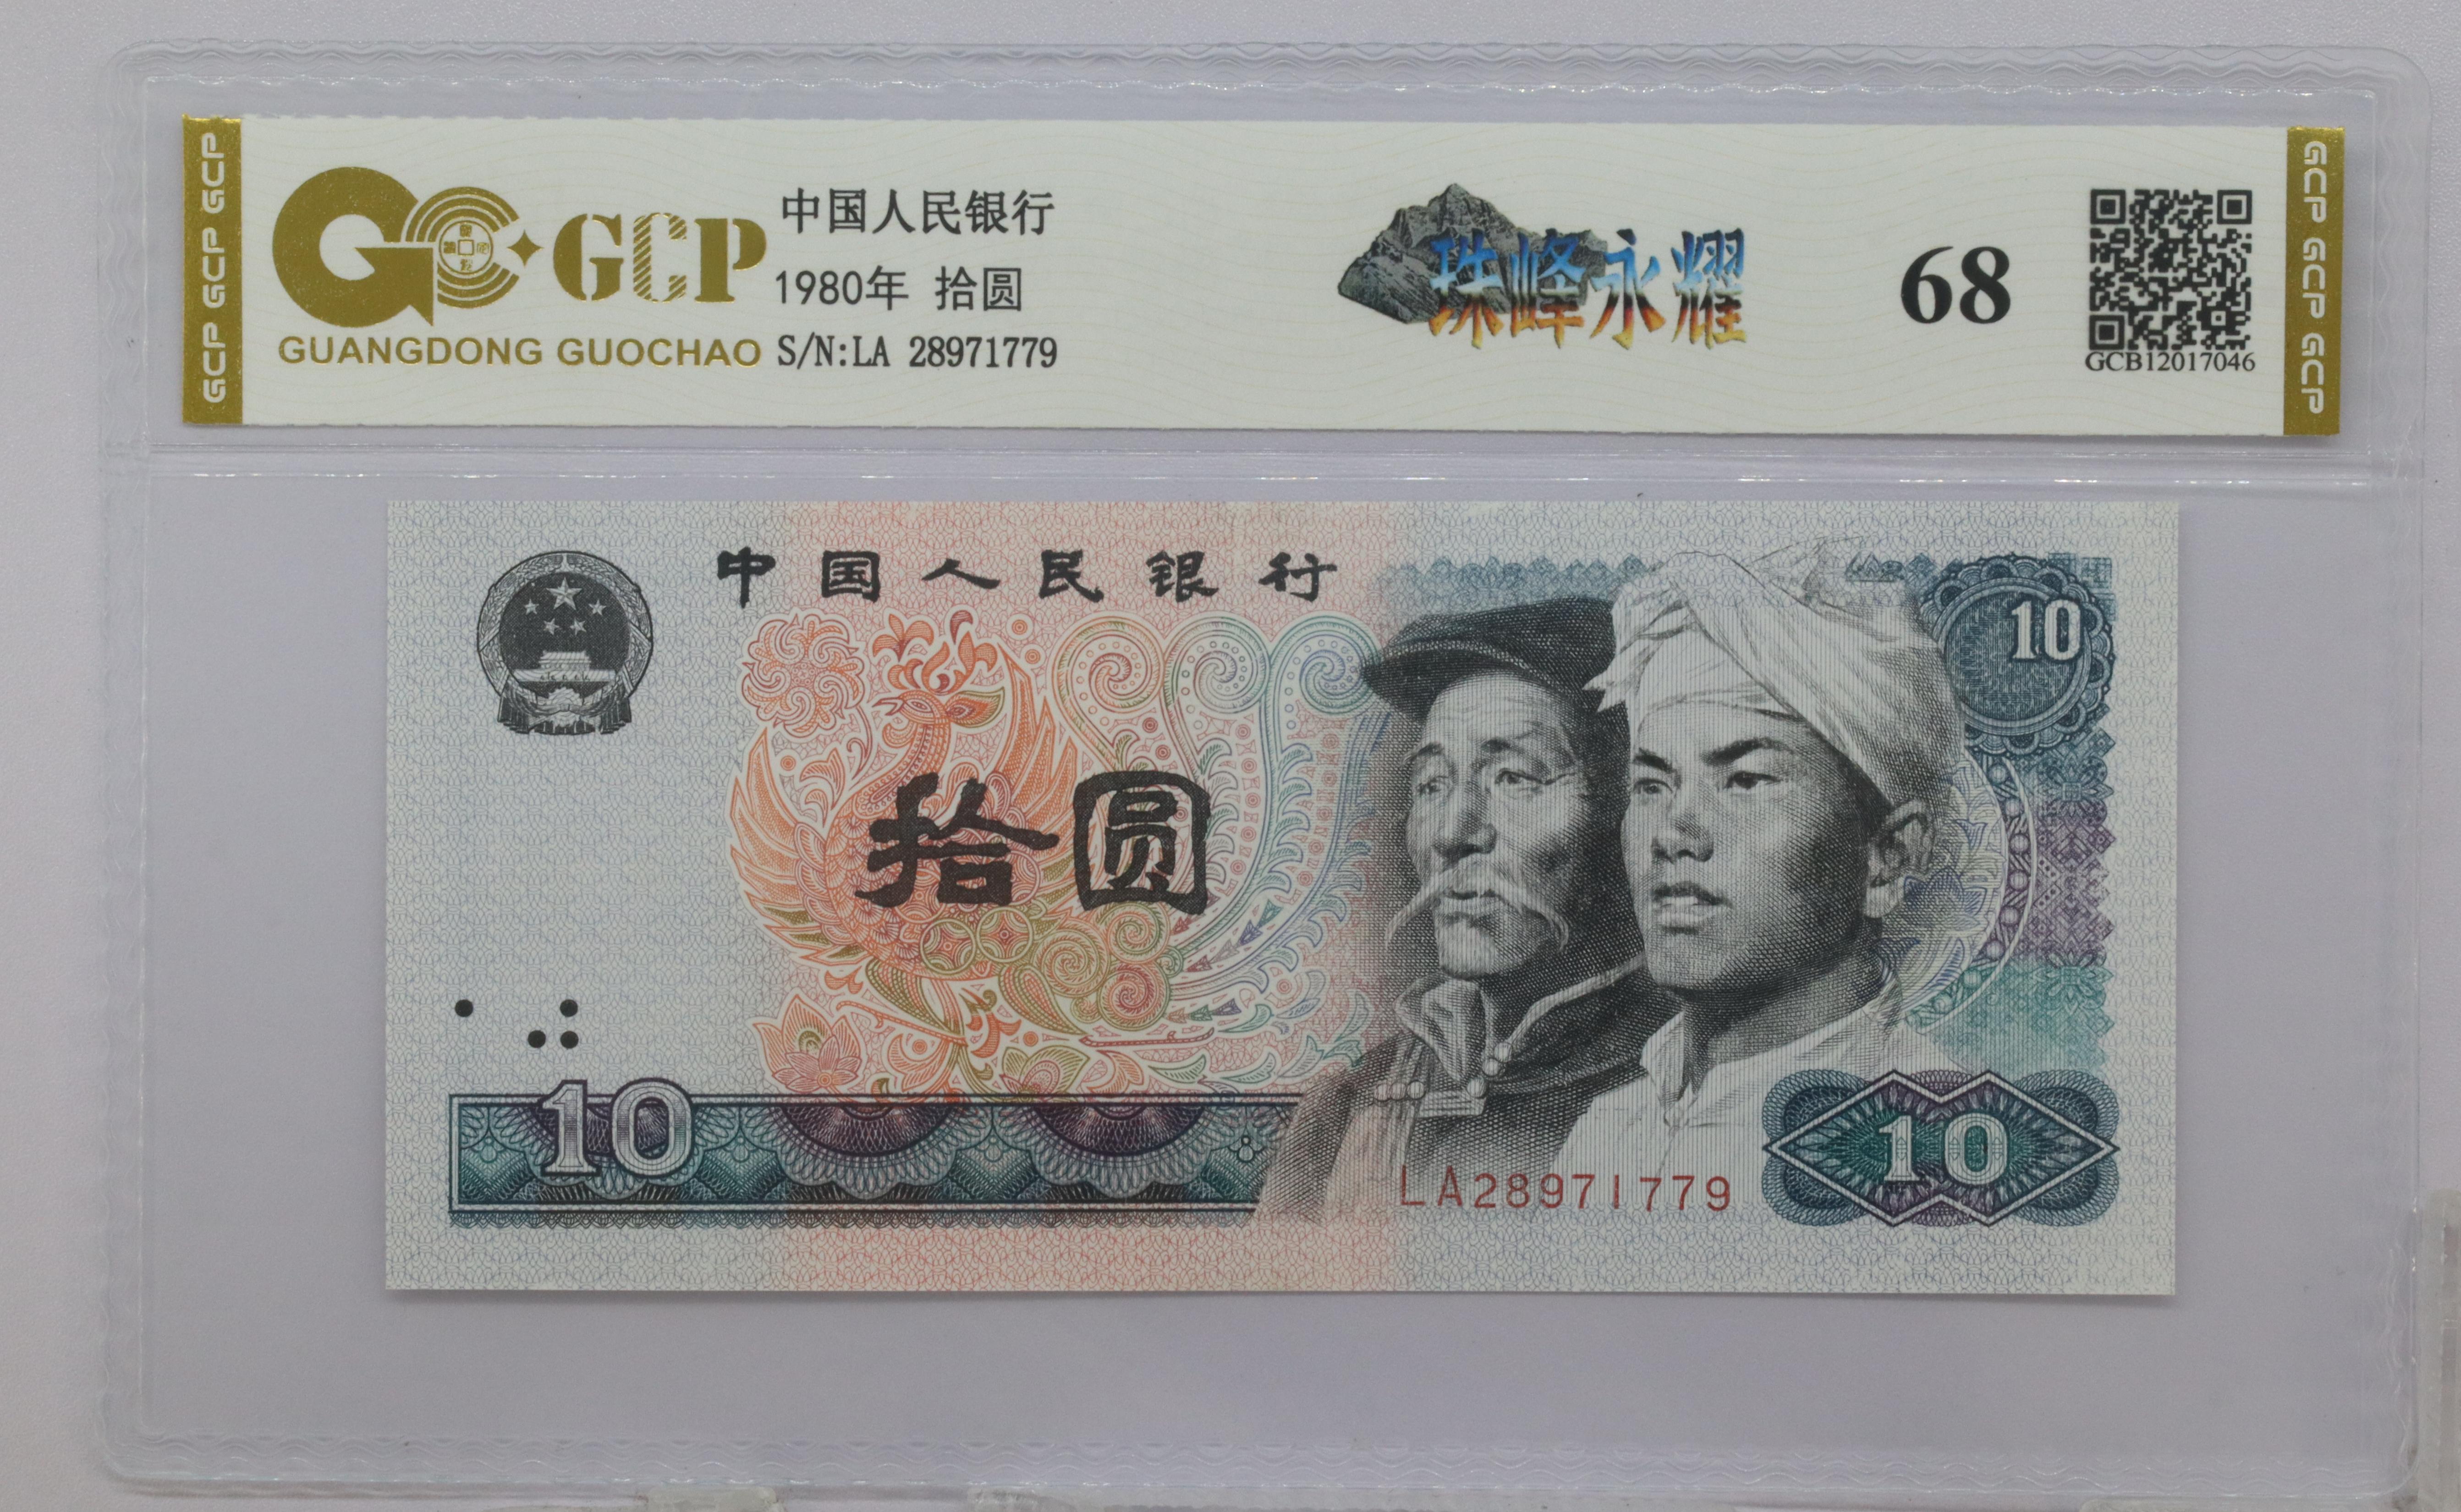 GCP GCP GCP
GCP
中国人民银行
1980年 拾圆
GUANGDONG GUOCHAO
S/N:LA 28971779
珠峰永耀
68
GCB12017046
GCP GCP GCP
中国人民银行
10
拾圆
10
LA28971779
10